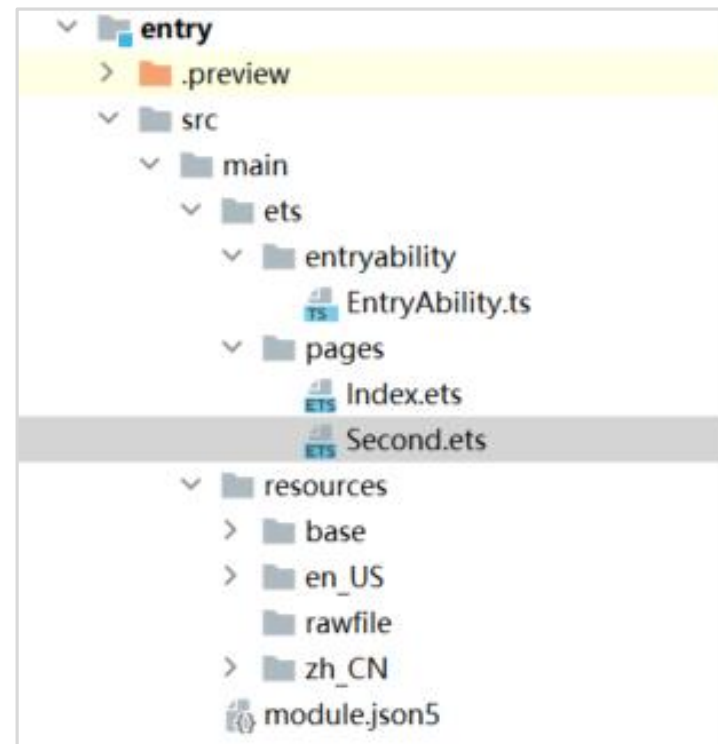 entry
.preview
src
main
ets
entryability
TS EntryAbility.ts
pages
ETS Index.ets
ETS Second.ets
resources
base
en_US
rawfile
zh_CN
{} module.json5